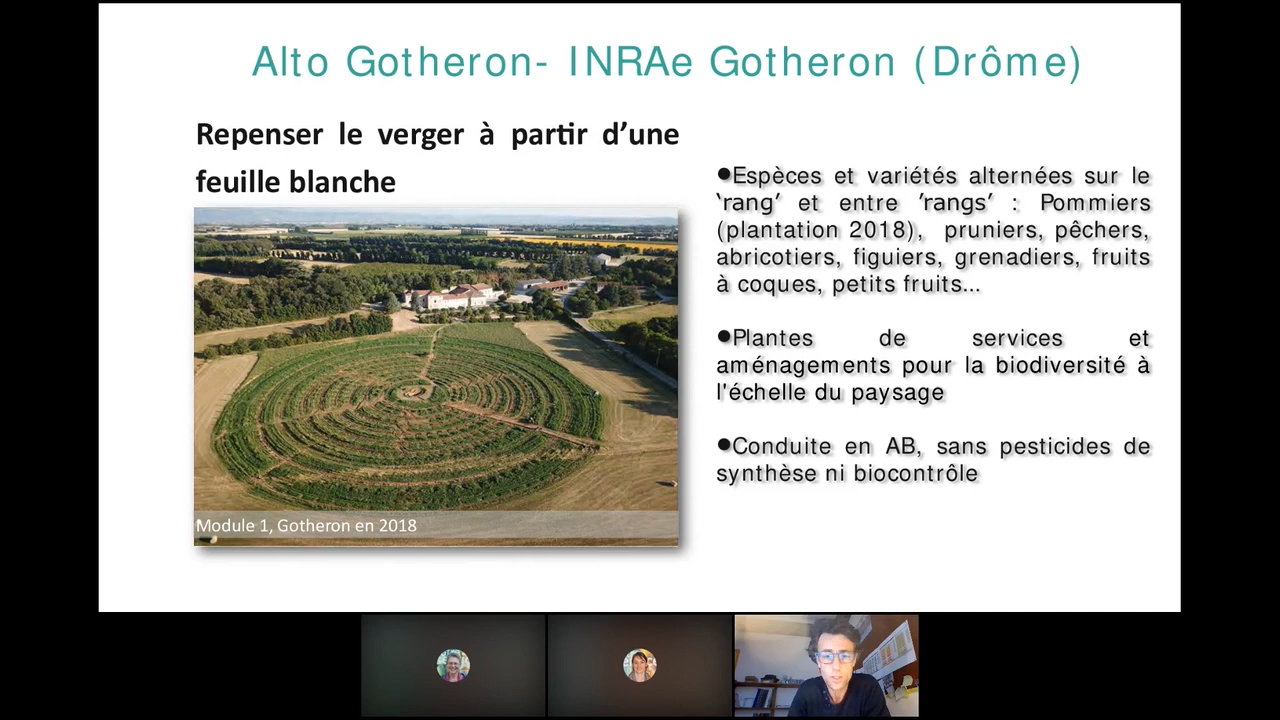 Alto Gotheron- INRAe Gotheron (Drôme)
Repenser le verger à partir d’une
feuille blanche
Module 1, Gotheron en 2018
●Espèces et variétés alternées sur le
‘rang’ et entre ’rangs’ : Pommiers
(plantation 2018), pruniers, pêchers,
abricotiers, figuiers, grenadiers, fruits
à coques, petits fruits...
●Plantes de services et
aménagements pour la biodiversité à
l'échelle du paysage
●Conduite en AB, sans pesticides de
synthèse ni biocontrôle